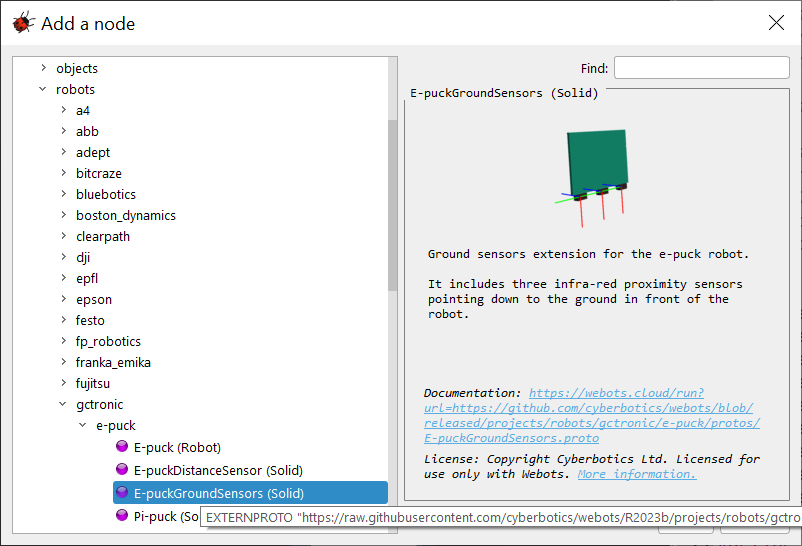 Add a node
objects
robots
a4
abb
adept
bitcraze
bluebotics
boston_dynamics
clearpath
dji
epfl
epson
festo
fp_robotics
franka_emika
fujitsu
gctronic
e-puck
E-puck (Robot)
E-puckDistanceSensor (Solid)
E-puckGroundSensors (Solid)
Pi-puck (So
EXTERNPROTO "https://raw.githubusercontent.com/cyberbotics/webots/R2023b/projects/robots/gctro
Find:
E-puckGroundSensors (Solid)
Ground sensors extension for the e-puck robot.
It includes three infra-red proximity sensors
pointing down to the ground in front of the
robot.
Documentation: https://webots.cloud/run?
url=https://github.com/cyberbotics/webots/blob/
released/projects/robots/gctronic/e-puck/protos/
E-puckGroundSensors.proto
License: Copyright Cyberbotics Ltd. Licensed for
use only with Webots. More information.